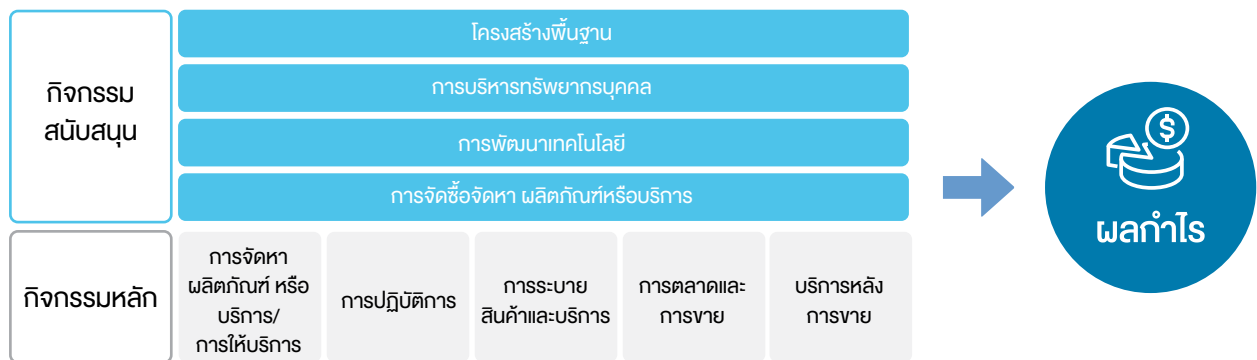 กิจกรรม
สนับสนุน
โครงสร้างพื้นฐาน
การบริหารทรัพยากรบุคคล
การพัฒนาเทคโนโลยี
การจัดซื้อจัดหา ผลิตภัณฑ์หรือบริการ
กิจกรรมหลัก
การจัดหา
ผลิตภัณฑ์ หรือ
บริการ/
การให้บริการ
การปฏิบัติการ
การระบาย
สินค้าและบริการ
การตลาดและ
การขาย
บริการหลัง
การขาย
$
ผลกำไร